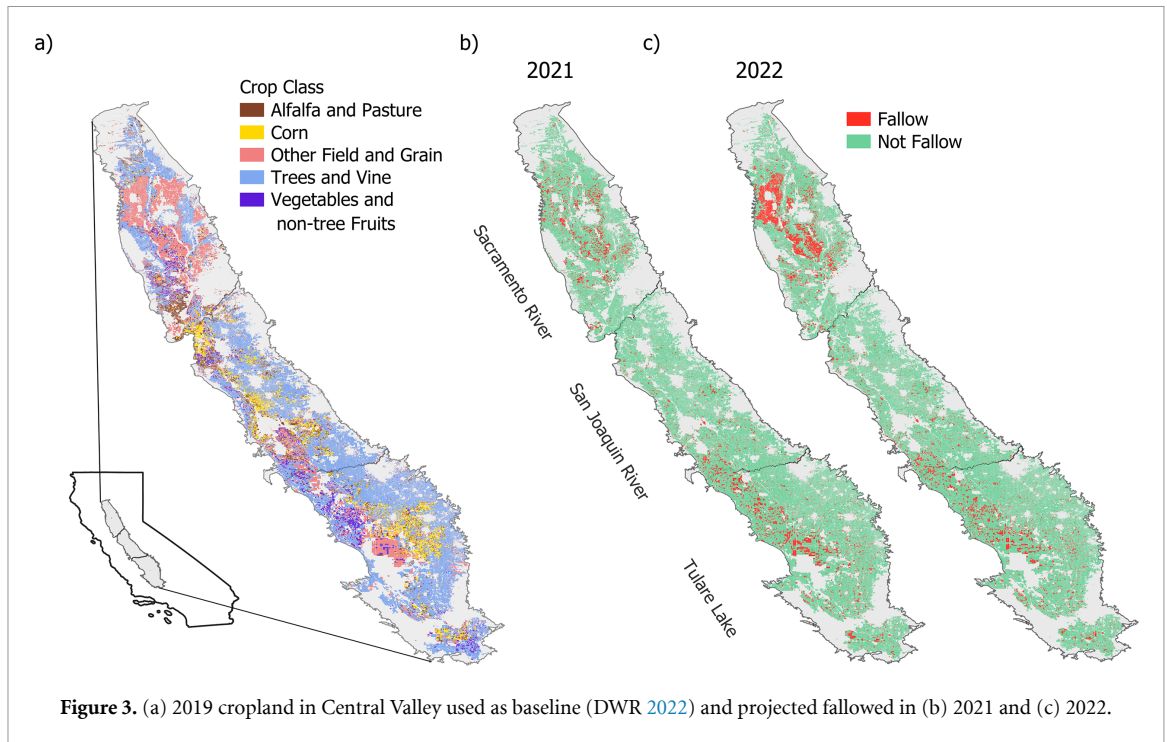 a)
b)
c)
2021
2022
Crop Class
Alfalfa and Pasture
Corn
Other Field and Grain
Trees and Vine
Vegetables and
non-tree Fruits
Fallow
Not Fallow
Sacramento River
San Joaquin River
Tulare Lake
Figure 3. (a) 2019 cropland in Central Valley used as baseline (DWR 2022) and projected fallowed in (b) 2021 and (c) 2022.